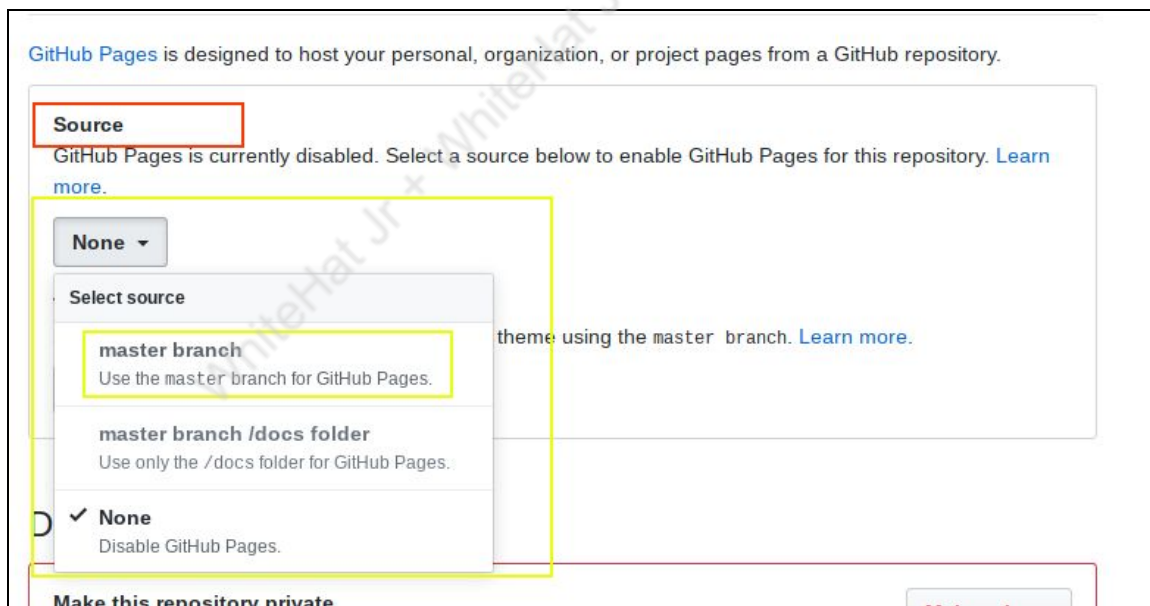 GitHub Pages is designed to host your personal, organization, or project pages from a GitHub repository.
Source
GitHub Pages is currently disabled. Select a source below to enable GitHub Pages for this repository. Learn
more.
None
Select source
theme using the master branch. Learn more.
master branch
Use the master branch for GitHub Pages.
master branch /docs folder
Use only the /docs folder for GitHub Pages.
D
None
Disable GitHub Pages.
Make this repository private
WhiteHat Jr + WhiteHat